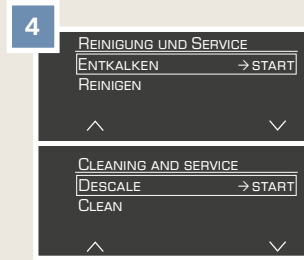 4
REINIGUNG UND SERVICE
ENTKALKEN → START
REINIGEN
CLEANING AND SERVICE
DESCALE → START
CLEAN